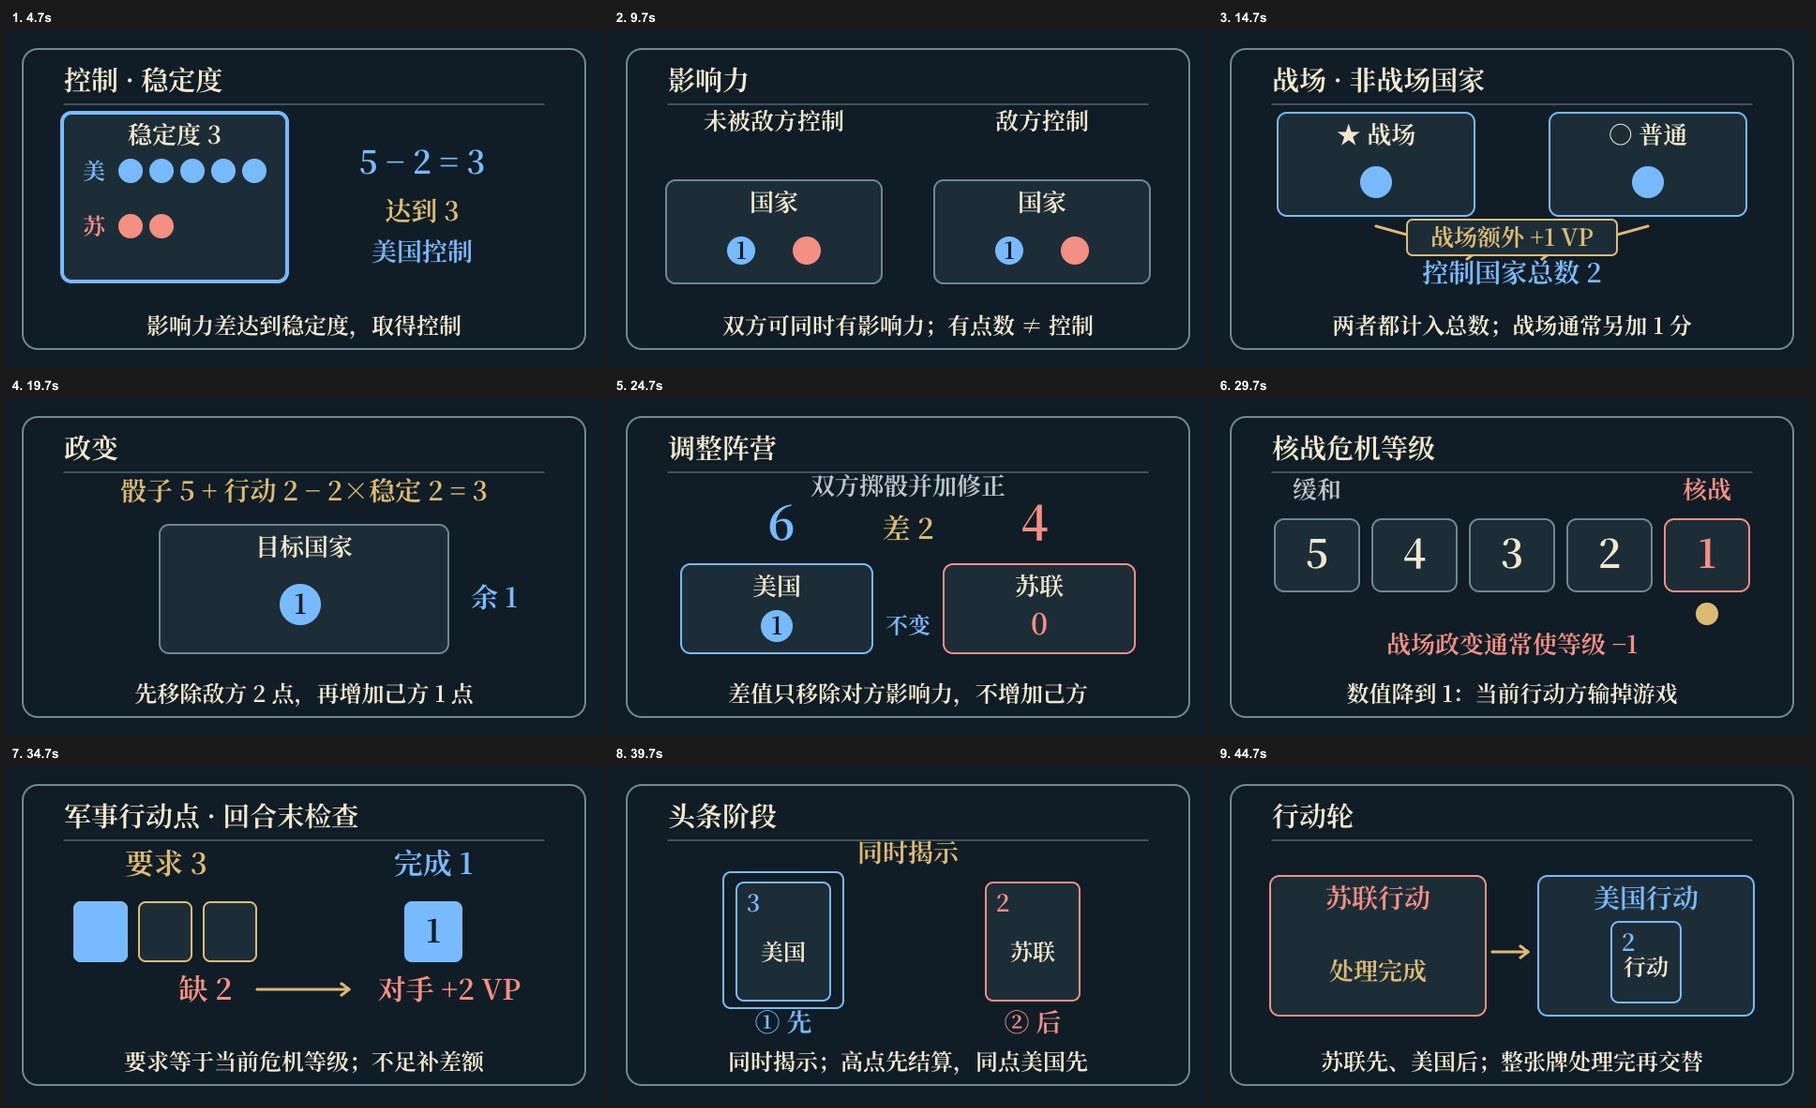 1. 4.7s
控制 · 稳定度
稳定度 3
美
苏
5 − 2 = 3
达到 3
美国控制
影响力差达到稳定度，取得控制
2. 9.7s
影响力
未被敌方控制
敌方控制
国家
1
国家
1
双方可同时有影响力；有点数 ≠ 控制
3. 14.7s
战场 · 非战场国家
★ 战场
○ 普通
战场额外 +1 VP
控制国家总数 2
两者都计入总数；战场通常另加 1 分
4. 19.7s
政变
骰子 5 + 行动 2 − 2×稳定 2 = 3
目标国家
1
余 1
先移除敌方 2 点，再增加己方 1 点
5. 24.7s
调整阵营
双方掷骰并加修正
6
差 2
4
美国
1
不变
苏联
0
差值只移除对方影响力，不增加己方
6. 29.7s
核战危机等级
缓和
核战
5
4
3
2
1
战场政变通常使等级 −1
数值降到 1：当前行动方输掉游戏
7. 34.7s
军事行动点 · 回合末检查
要求 3
完成 1
1
缺 2
对手 +2 VP
要求等于当前危机等级；不足补差额
8. 39.7s
头条阶段
同时揭示
3
美国
2
苏联
① 先
② 后
同时揭示；高点先结算，同点美国先
9. 44.7s
行动轮
苏联行动
处理完成
美国行动
2
行动
苏联先、美国后；整张牌处理完再交替